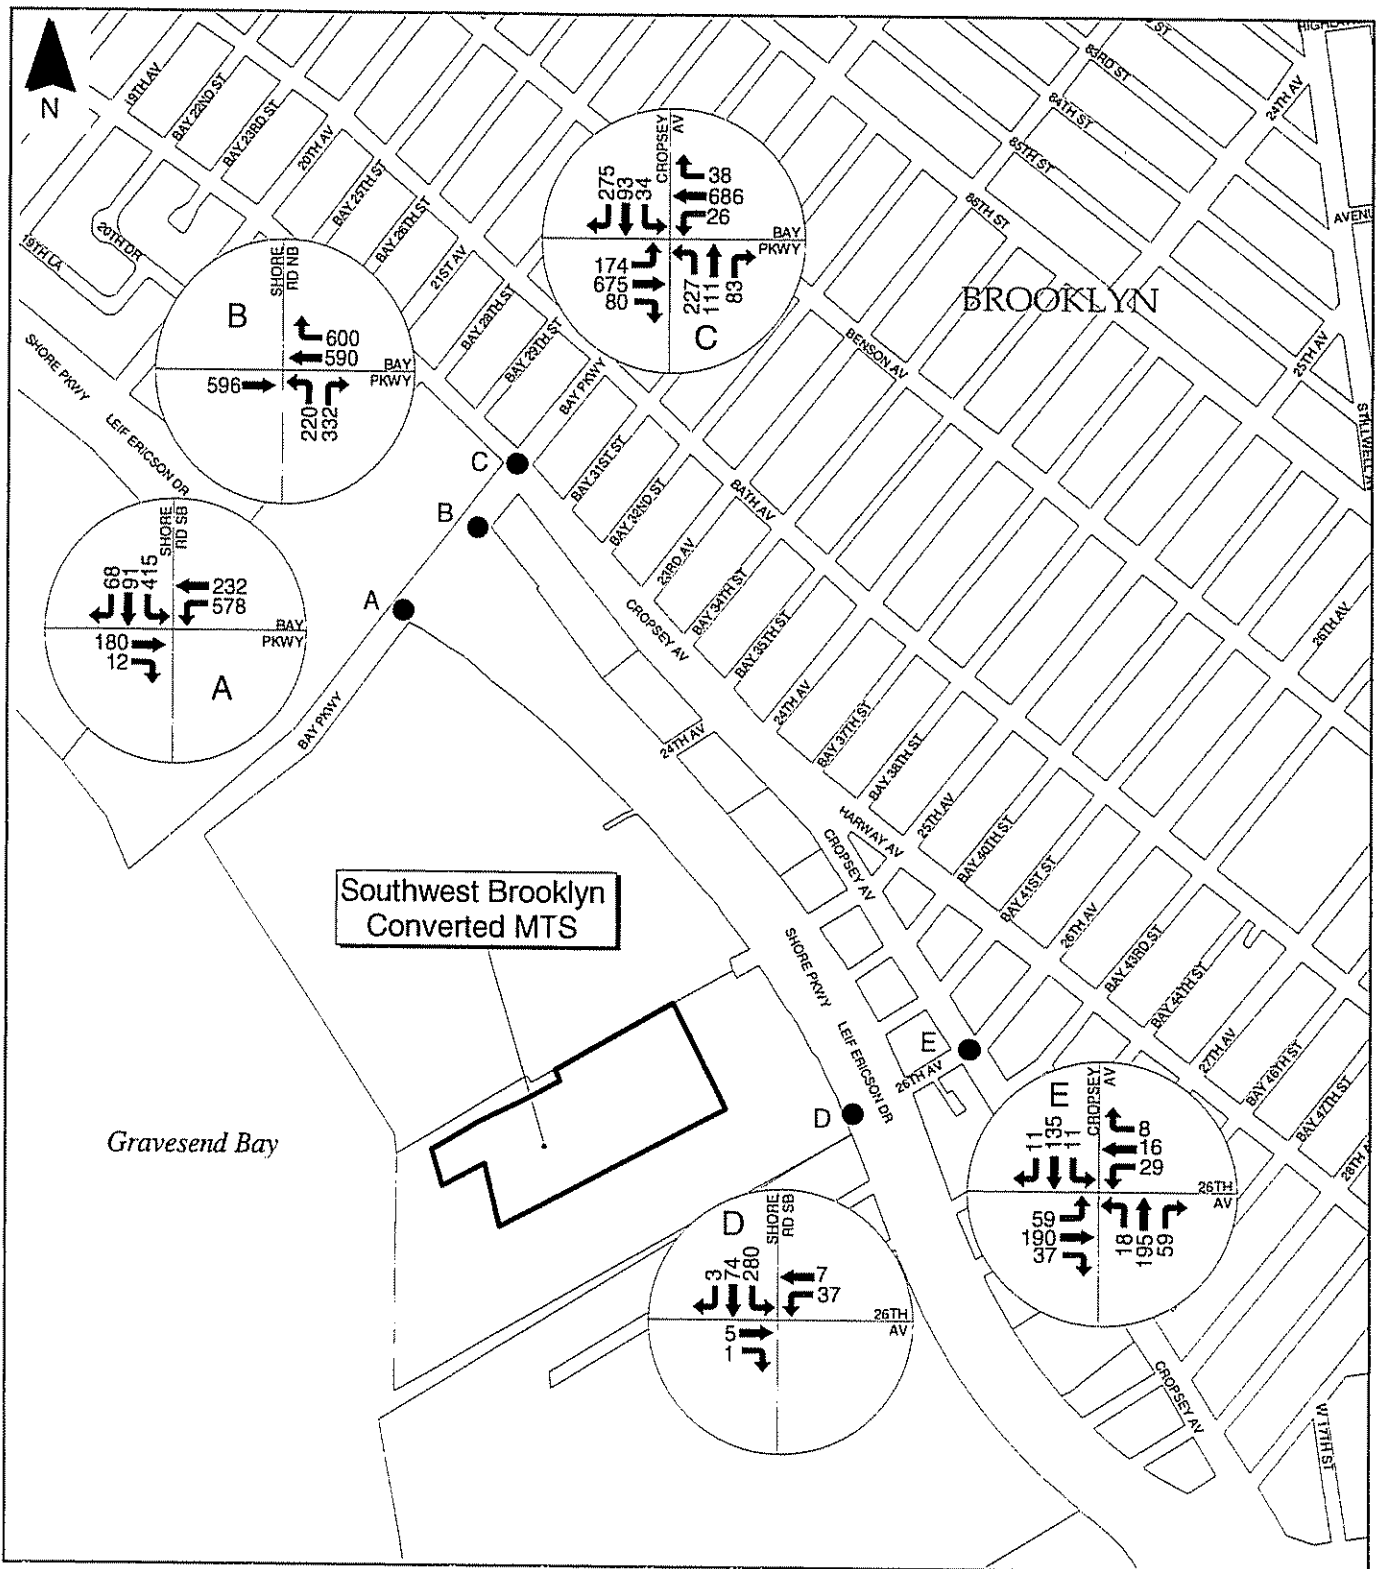 N
19TH AV
BAY 22ND ST
BAY 23RD ST
20TH AV
BAY 25TH ST
BAY 26TH ST
21ST AV
BAY 28TH ST
BAY 29TH ST
BAY PKWY
BAY 31ST ST
BAY 32ND ST
23RD AV
BAY 34TH ST
BAY 35TH ST
24TH AV
BAY 37TH ST
BAY 38TH ST
25TH AV
BAY 40TH ST
BAY 41ST ST
26TH AV
BAY 43RD ST
BAY 44TH ST
27TH AV
BAY 46TH ST
BAY 47TH ST
28TH
19TH LA
20TH DR
SHORE PKWY
LEIF ERICSON DR
83RD ST
84TH ST
85TH ST
86TH ST
24TH AV
25TH AV
26TH AV
BENSON AV
BATH AV
CROPSEY AV
HARWAY AV
CROPSEY AV
BROOKLYN
C
CROPSEY
AV
275
93
34
38
686
26
BAY
PKWY
174
675
80
227
111
83
B
SHORE
RD NB
600
590
BAY
PKWY
596
220
332
A
SHORE
RD SB
68
91
415
232
578
BAY
PKWY
180
12
C
B
A
BAY PKWY
24TH AV
Southwest Brooklyn
Converted MTS
SHORE PKWY
LEIF ERICSON DR
E
26TH AV
D
Gravesend Bay
D
SHORE
RD SB
3
74
280
7
37
26TH
AV
5
1
E
CROPSEY
AV
11
135
11
8
16
29
26TH
AV
59
190
37
18
195
59
CROPSEY AV
W 17TH ST